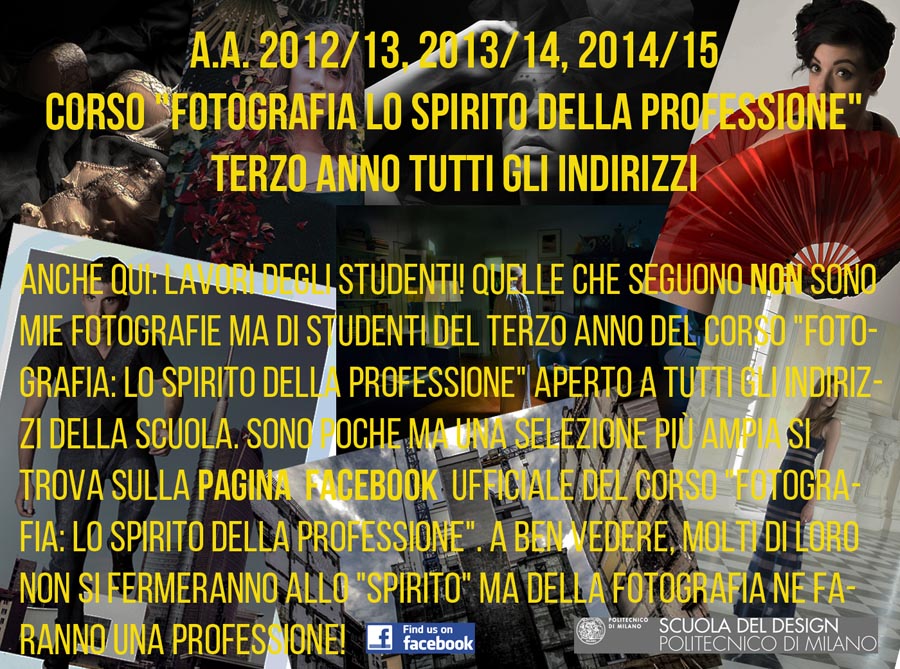 A.A. 2012/13, 2013/14, 2014/15
CORSO "FOTOGRAFIA LO SPIRITO DELLA PROFESSIONE"
TERZO ANNO TUTTI GLI INDIRIZZI
ANCHE QUI: LAVORI DEGLI STUDENTI! QUELLE CHE SEGUONO NON SONO
MIE FOTOGRAFIE MA DI STUDENTI DEL TERZO ANNO DEL CORSO "FOTO-
GRAFIA: LO SPIRITO DELLA PROFESSIONE" APERTO A TUTTI GLI INDIRIZ-
ZI DELLA SCUOLA. SONO POCHE MA UNA SELEZIONE PIÙ AMPIA SI
TROVA SULLA PAGINA FACEBOOK UFFICIALE DEL CORSO "FOTOGRA-
FIA: LO SPIRITO DELLA PROFESSIONE". A BEN VEDERE, MOLTI DI LORO
NON SI FERMERANNO ALLO "SPIRITO" MA DELLA FOTOGRAFIA NE FA-
RANNO UNA PROFESSIONE!
f Find us on
facebook
POLITECNICO
DI MILANO
SCUOLA DEL DESIGN
POLITECNICO DI MILANO